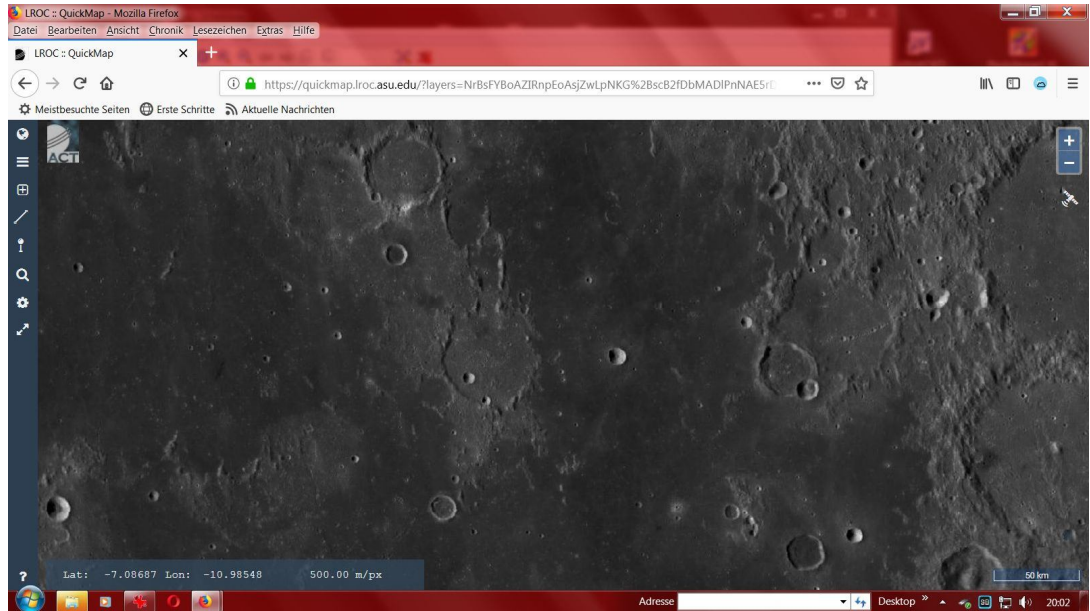 LROC :: QuickMap - Mozilla Firefox
Datei Bearbeiten Ansicht Chronik Lesezeichen Extras Hilfe
LROC :: QuickMap
https://quickmap.lroc.asu.edu/?layers=NrBsFYBoAZIRnpEoAsjZwLpNKG%2BscB2fDbMADlPnNAE5r
Meistbesuchte Seiten Erste Schritte Aktuelle Nachrichten
ACT
Lat: -7.08687 Lon: -10.98548 500.00 m/px
50 km
Adresse
Desktop » 20:02